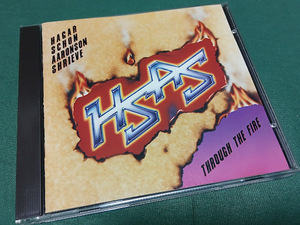 HAGAR
SCHON
AARONSON
SHRIEVE
HSAS
THROUGH THE FIRE